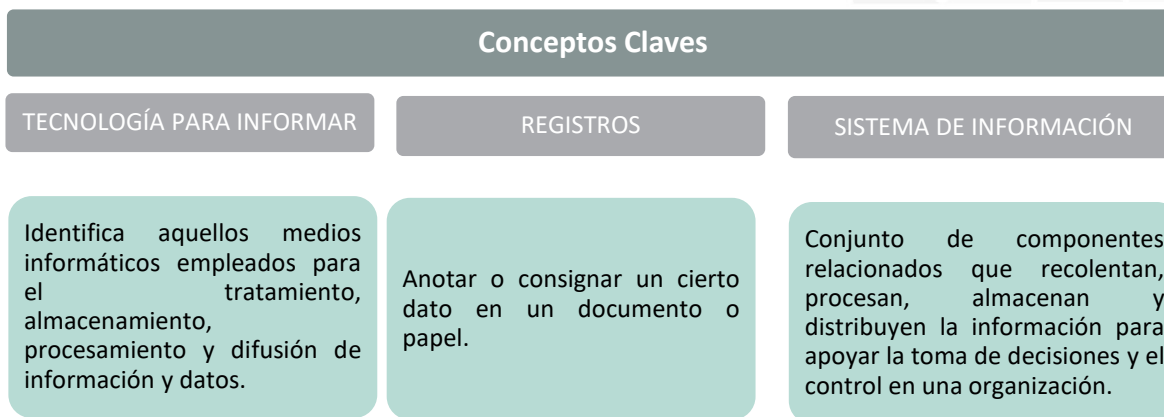 Conceptos Claves
TECNOLOGÍA PARA INFORMAR
REGISTROS
SISTEMA DE INFORMACIÓN
Identifica aquellos medios
informáticos empleados para
el tratamiento,
almacenamiento,
procesamiento y difusión de
información y datos.
Anotar o consignar un cierto
dato en un documento o
papel.
Conjunto de componentes
relacionados que recolentan,
procesan, almacenan y
distribuyen la información para
apoyar la toma de decisiones y el
control en una organización.